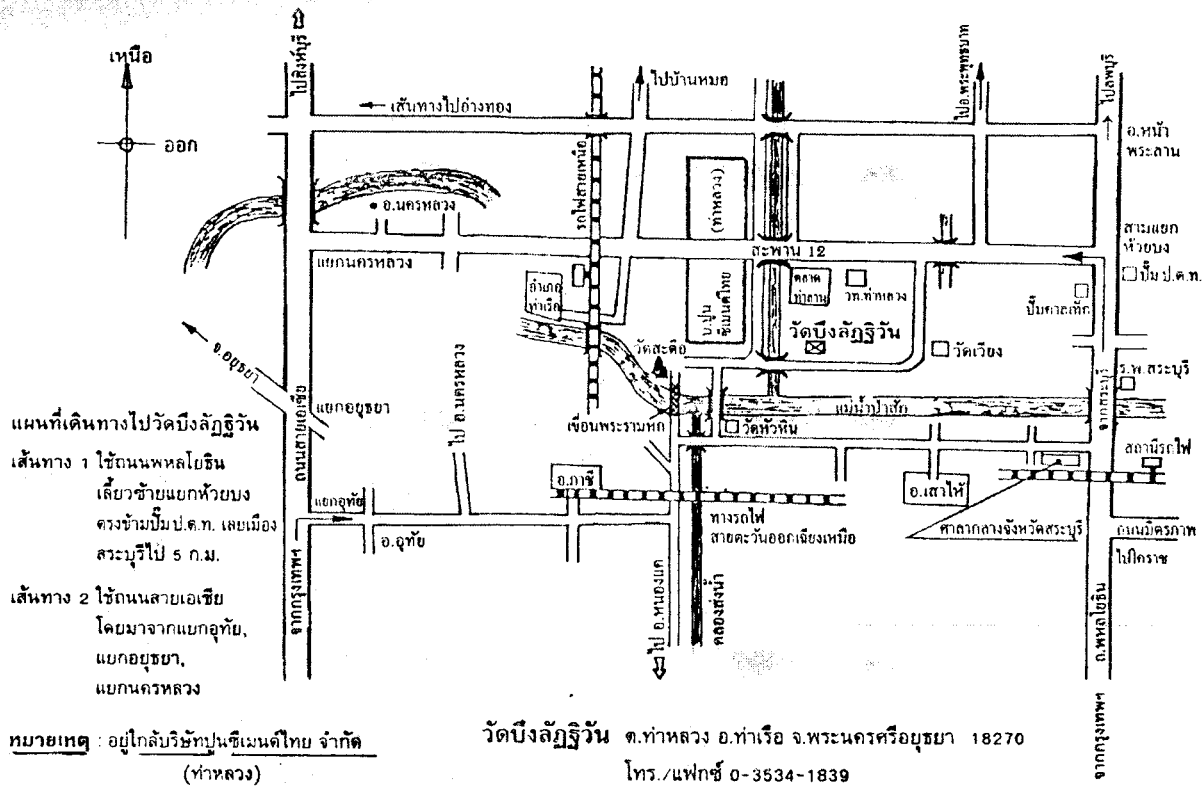 เหนือ
ออก
ไปสิงห์บุรี
เส้นทางไปอ่างทอง
รถไฟสายเหนือ
ไปบ้านหมอ
ไปอ.พระพุทธบาท
ไปลพบุรี
อ.หน้า
พระลาน
อ.นครหลวง
แยกนครหลวง
(ท่าหลวง)
บ.ปูน
ซิเมนต์ไทย
สะพาน 12
สามแยก
ห้วยบง
ปั๊ม ป.ต.ท.
ปั๊มคาลเท็ก
อำเภอ
ท่าเรือ
ตลาด
ท่าลาน
วท.ท่าหลวง
วัดบึงลัฏฐิวัน
วัดเวียง
วัดสะตือ
จ.อยุธยา
แยกอยุธยา
ถนนสายเอเซีย
ไป อ.นครหลวง
ร.พ. สระบุรี
จากสระบุรี
แม่น้ำป่าสัก
เขื่อนพระรามหก
วัดหัวหิน
สถานีรถไฟ
อ.ภาชี
อ.เสาไห้
แยกอุทัย
อ.อุทัย
ทางรถไฟ
สายตะวันออกเฉียงเหนือ
ศาลากลางจังหวัดสระบุรี
ถนนมิตรภาพ
ไปโคราช
จากกรุงเทพฯ
ไป อ.หนองแค
คลองส่งน้ำ
ถ.พหลโยธิน
จากกรุงเทพฯ
แผนที่เดินทางไปวัดบึงลัฏฐิวัน
เส้นทาง 1 ใช้ถนนพหลโยธิน
เลี้ยวซ้ายแยกห้วยบง
ตรงข้ามปั๊ม ป.ต.ท. เลยเมือง
สระบุรีไป 5 ก.ม.
เส้นทาง 2 ใช้ถนนสายเอเซีย
โดยมาจากแยกอุทัย,
แยกอยุธยา,
แยกนครหลวง
หมายเหตุ : อยู่ใกล้บริษัทปูนซีเมนต์ไทย จำกัด
(ท่าหลวง)
วัดบึงลัฏฐิวัน ต.ท่าหลวง อ.ท่าเรือ จ.พระนครศรีอยุธยา 18270
โทร./แฟกซ์ 0-3534-1839